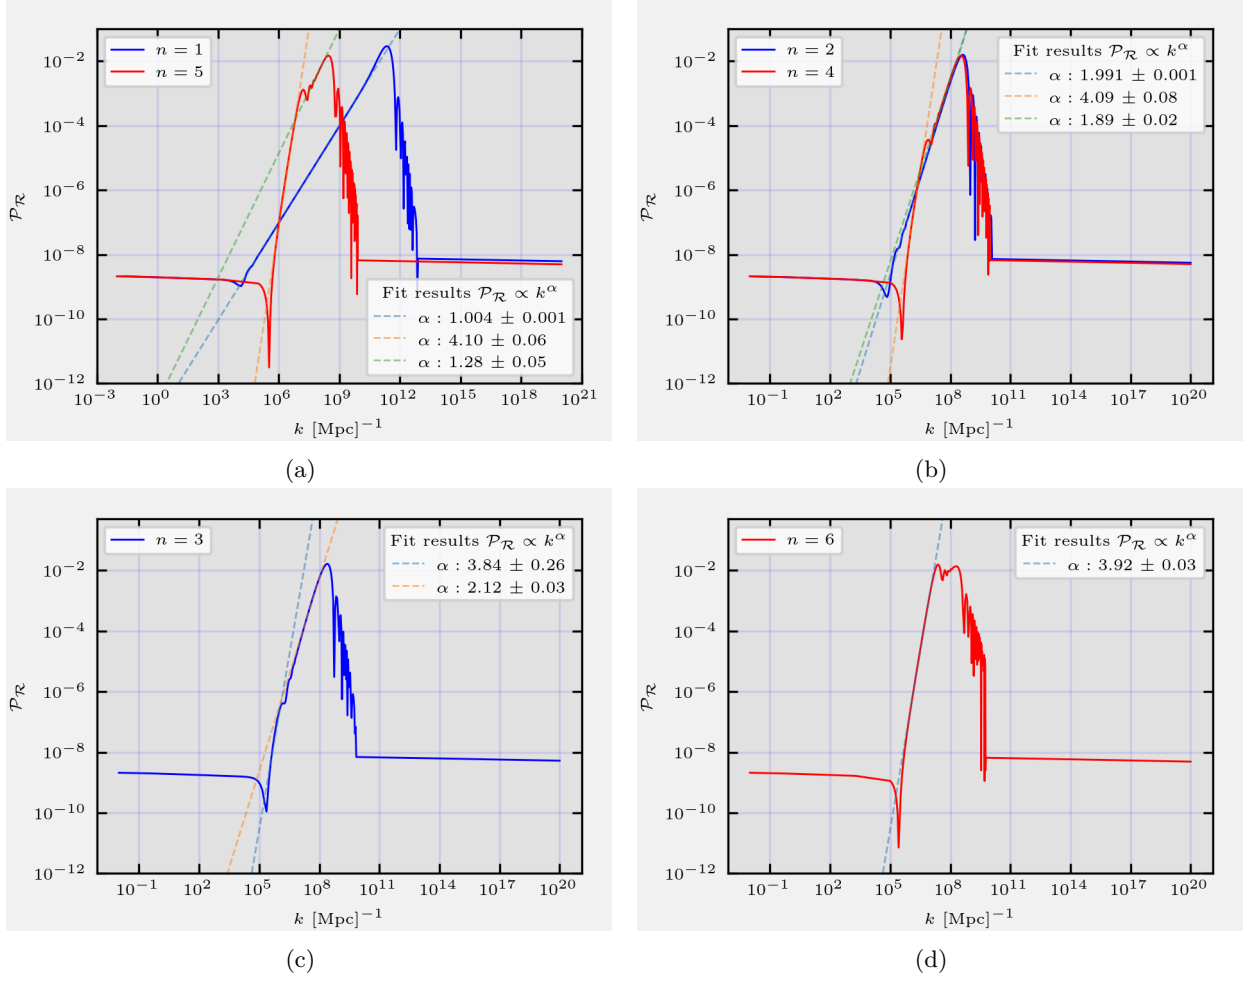 n = 1
n = 5
Fit results 𝒫_ℛ ∝ k^α
α : 1.004 ± 0.001
α : 4.10 ± 0.06
α : 1.28 ± 0.05
10^−2
10^−4
10^−6
10^−8
10^−10
10^−12
𝒫_ℛ
10^−3 10^0 10^3 10^6 10^9 10^12 10^15 10^18 10^21
k [Mpc]^−1
(a)
n = 2
n = 4
Fit results 𝒫_ℛ ∝ k^α
α : 1.991 ± 0.001
α : 4.09 ± 0.08
α : 1.89 ± 0.02
10^−2
10^−4
10^−6
10^−8
10^−10
10^−12
𝒫_ℛ
10^−1 10^2 10^5 10^8 10^11 10^14 10^17 10^20
k [Mpc]^−1
(b)
n = 3
Fit results 𝒫_ℛ ∝ k^α
α : 3.84 ± 0.26
α : 2.12 ± 0.03
10^−2
10^−4
10^−6
10^−8
10^−10
10^−12
𝒫_ℛ
10^−1 10^2 10^5 10^8 10^11 10^14 10^17 10^20
k [Mpc]^−1
(c)
n = 6
Fit results 𝒫_ℛ ∝ k^α
α : 3.92 ± 0.03
10^−2
10^−4
10^−6
10^−8
10^−10
10^−12
𝒫_ℛ
10^−1 10^2 10^5 10^8 10^11 10^14 10^17 10^20
k [Mpc]^−1
(d)